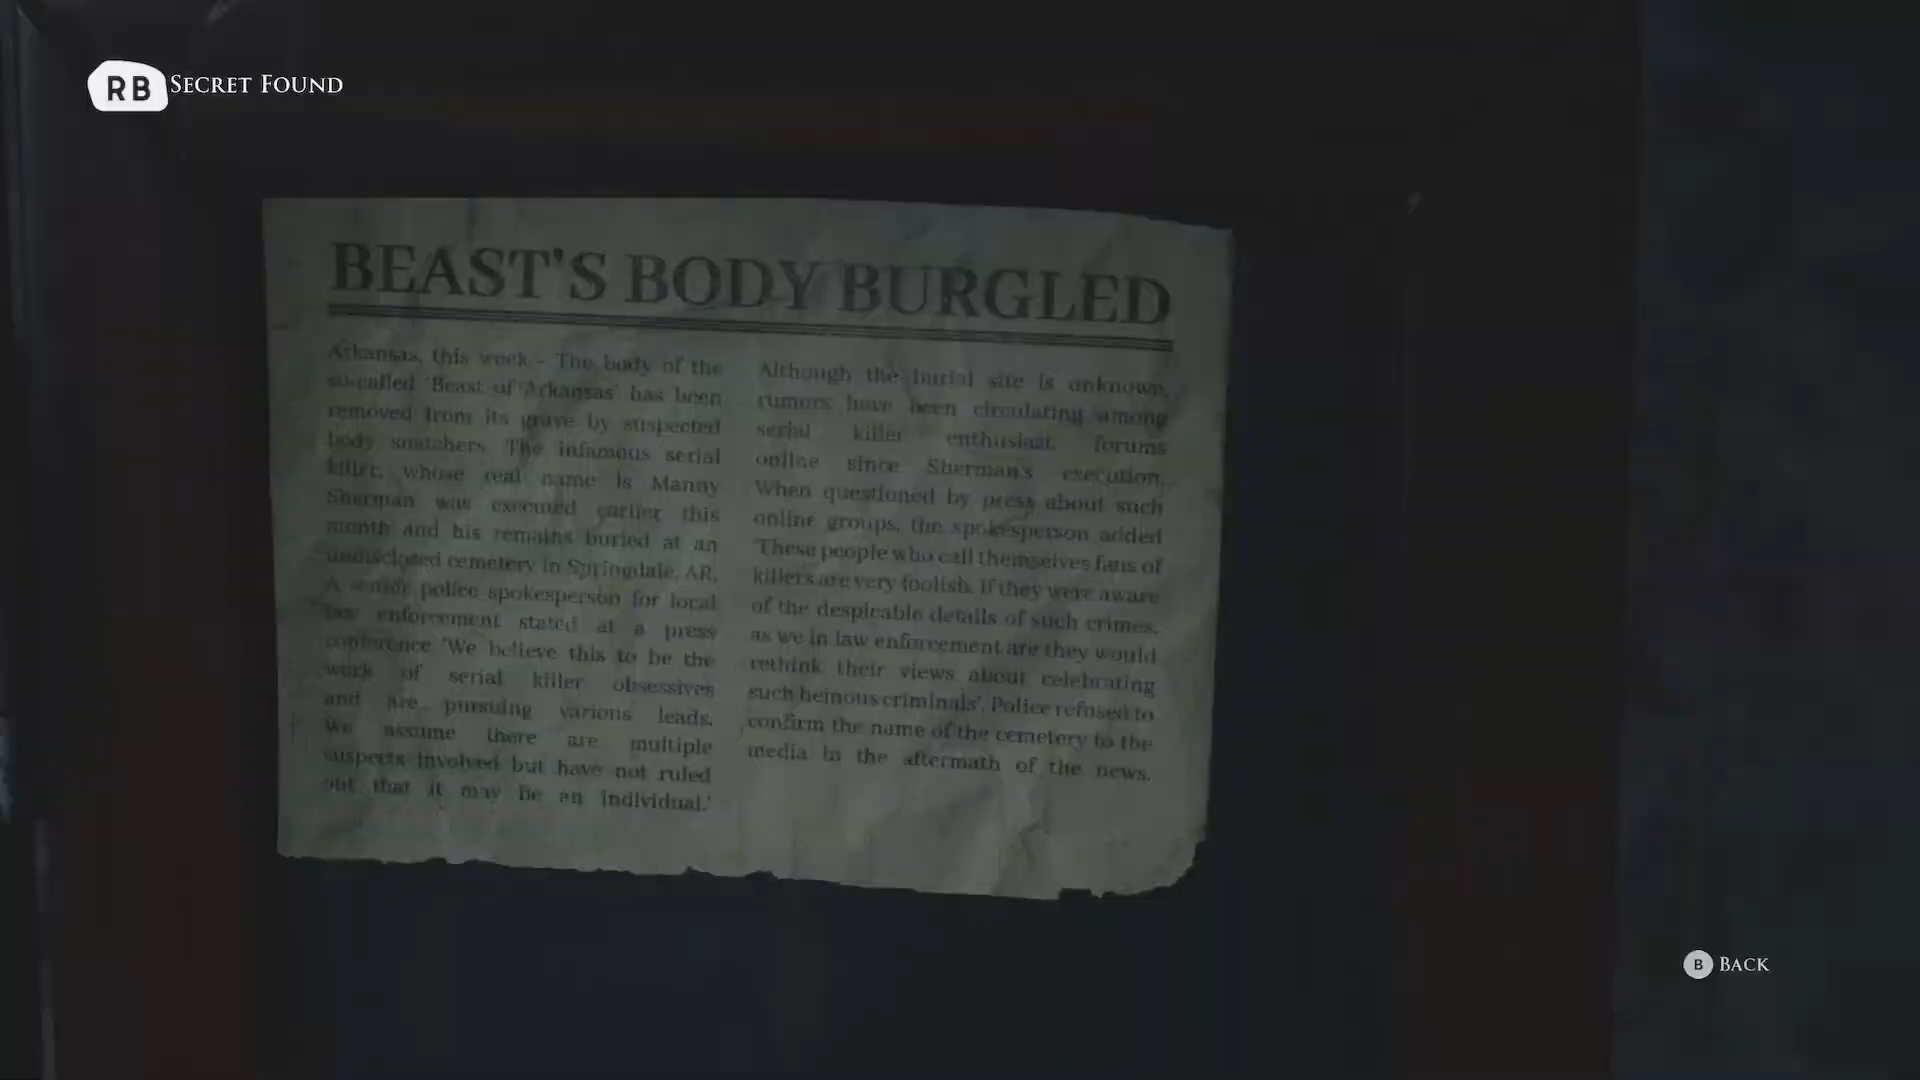 RB SECRET FOUND
BEAST'S BODY BURGLED
Arkansas, this week - The body of the
so-called 'Beast of Arkansas' has been
removed from its grave by suspected
body snatchers. The infamous serial
killer, whose real name is Manny
Sherman was executed earlier this
month and his remains buried at an
undisclosed cemetery in Springdale, AR.
A senior police spokesperson for local
law enforcement stated at a press
conference 'We believe this to be the
work of serial killer obsessives
and are pursuing various leads.
We assume there are multiple
suspects involved but have not ruled
out that it may be an individual.'
Although the burial site is unknown,
rumors have been circulating among
serial killer enthusiast forums
online since Sherman's execution.
When questioned by press about such
online groups, the spokesperson added
'These people who call themselves fans of
killers are very foolish. If they were aware
of the despicable details of such crimes,
as we in law enforcement are they would
rethink their views about celebrating
such heinous criminals'. Police refused to
confirm the name of the cemetery to the
media in the aftermath of the news.
B BACK